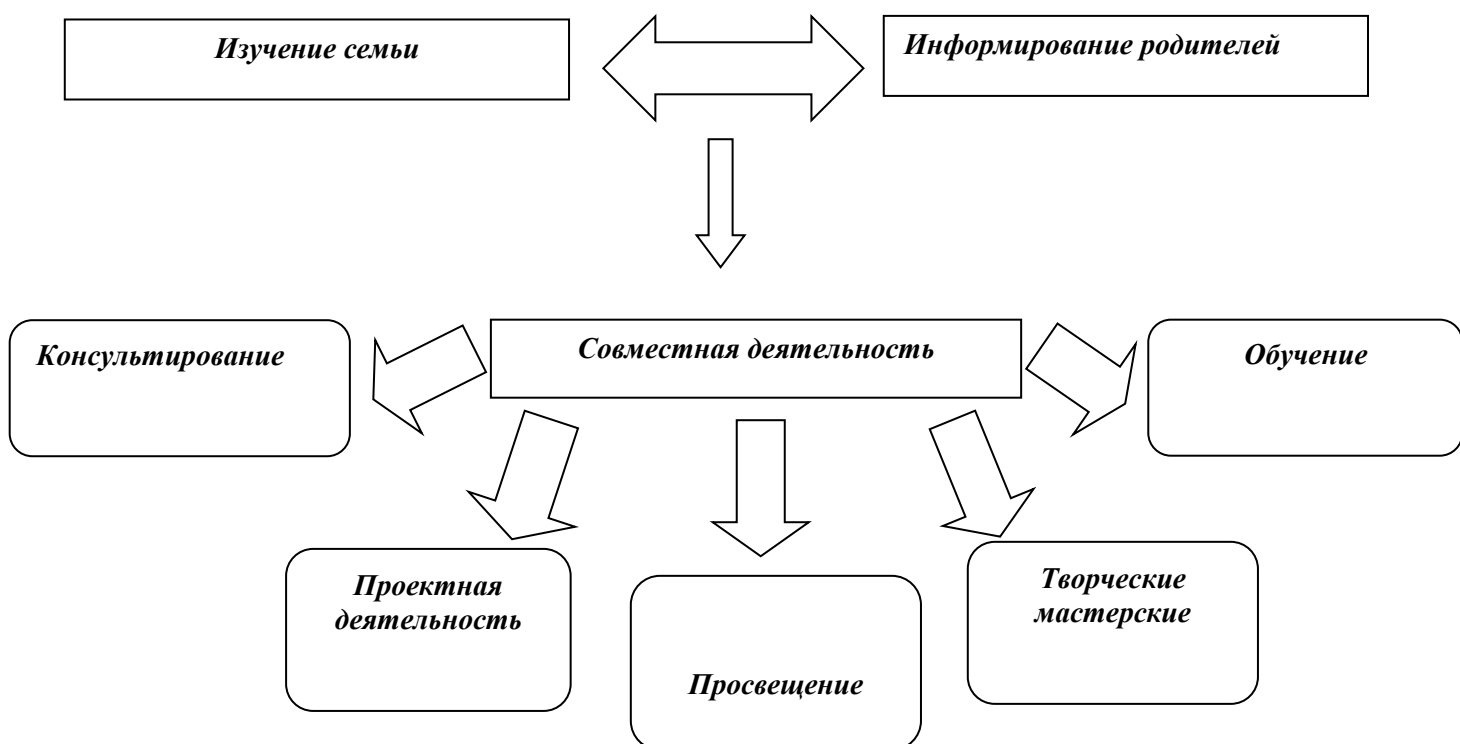 Изучение семьи
Информирование родителей
Консультирование
Совместная деятельность
Обучение
Проектная
деятельность
Просвещение
Творческие
мастерские